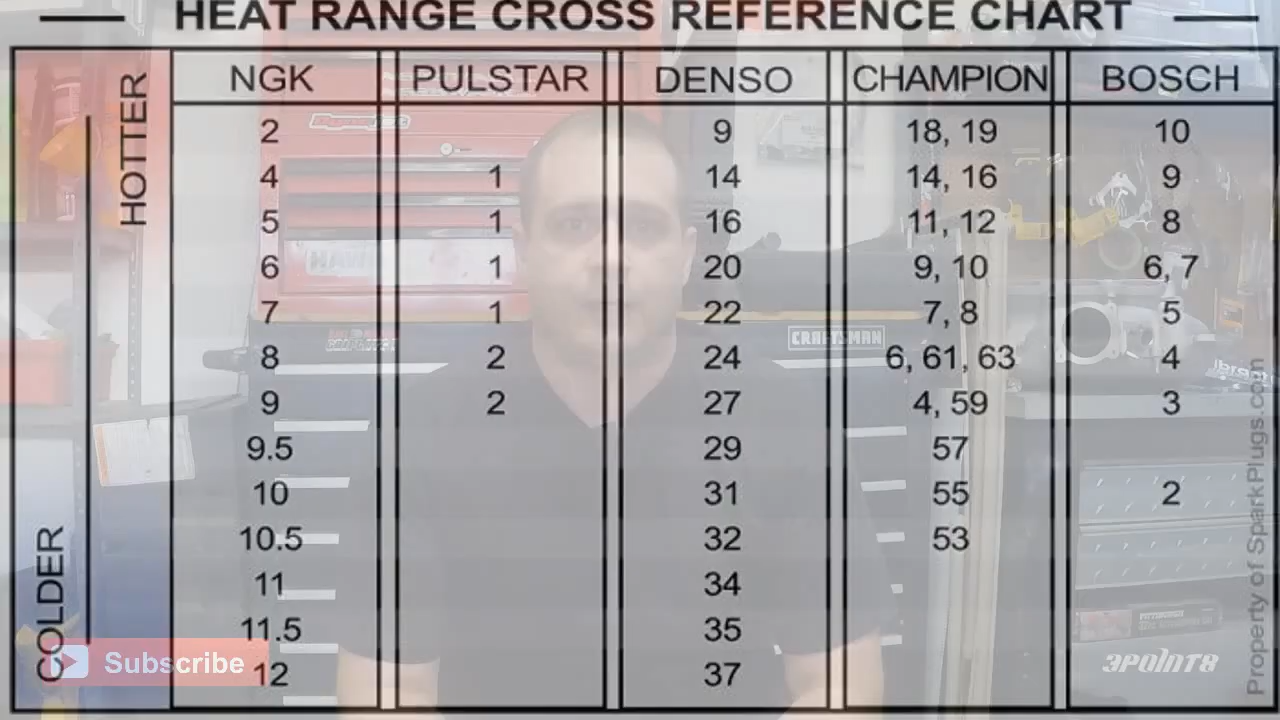 HEAT RANGE CROSS REFERENCE CHART
NGK PULSTAR DENSO CHAMPION BOSCH
HOTTER
2 9 18, 19 10
4 1 14 14, 16 9
5 1 16 11, 12 8
6 1 20 9, 10 6, 7
7 1 22 7, 8 5
8 2 24 6, 61, 63 4
9 2 27 4, 59 3
9.5 29 57
10 31 55 2
10.5 32 53
11 34
11.5 35
12 37
COLDER
CRAFTSMAN
Subscribe
3POINT8
Property of SparkPlugs.com